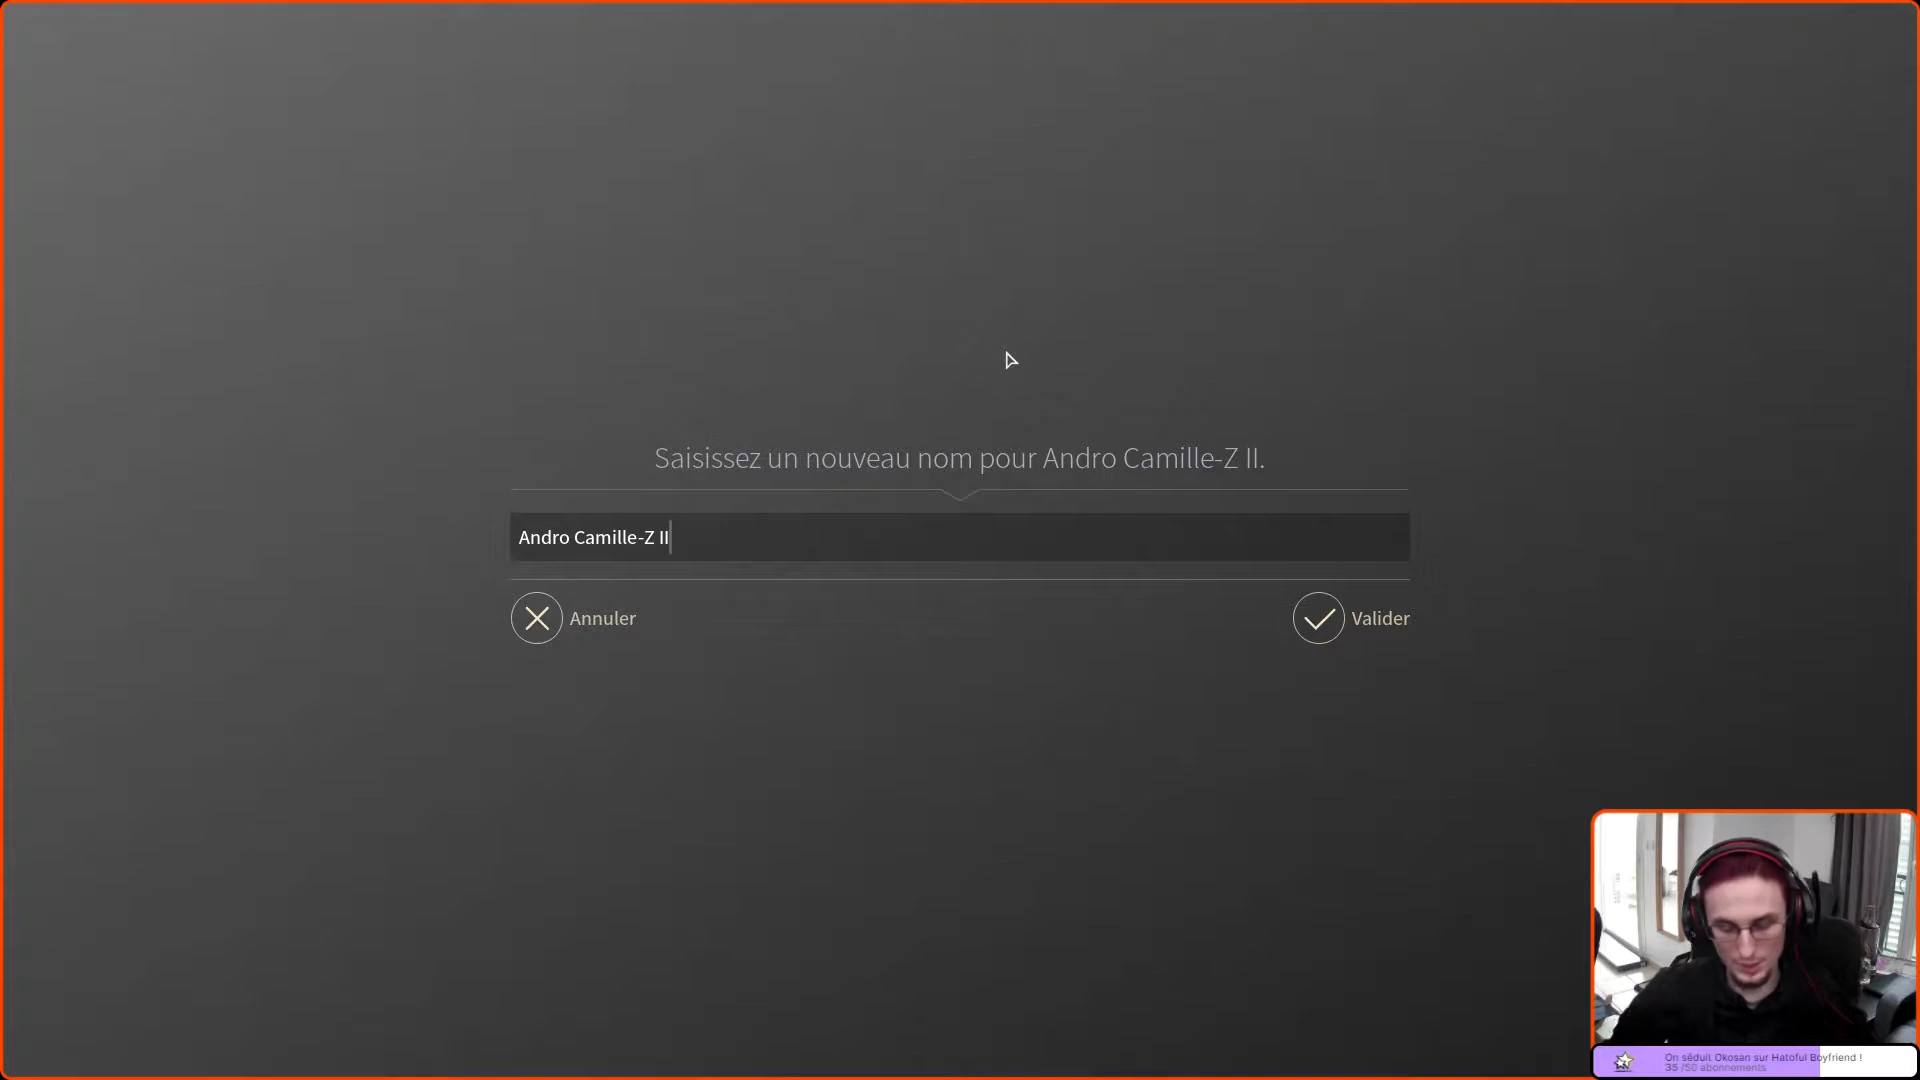 Saisissez un nouveau nom pour Andro Camille-Z II.
Andro Camille-Z II
Annuler
Valider
On séduit Okosan sur Hatoful Boyfriend !
35 /50 abonnements